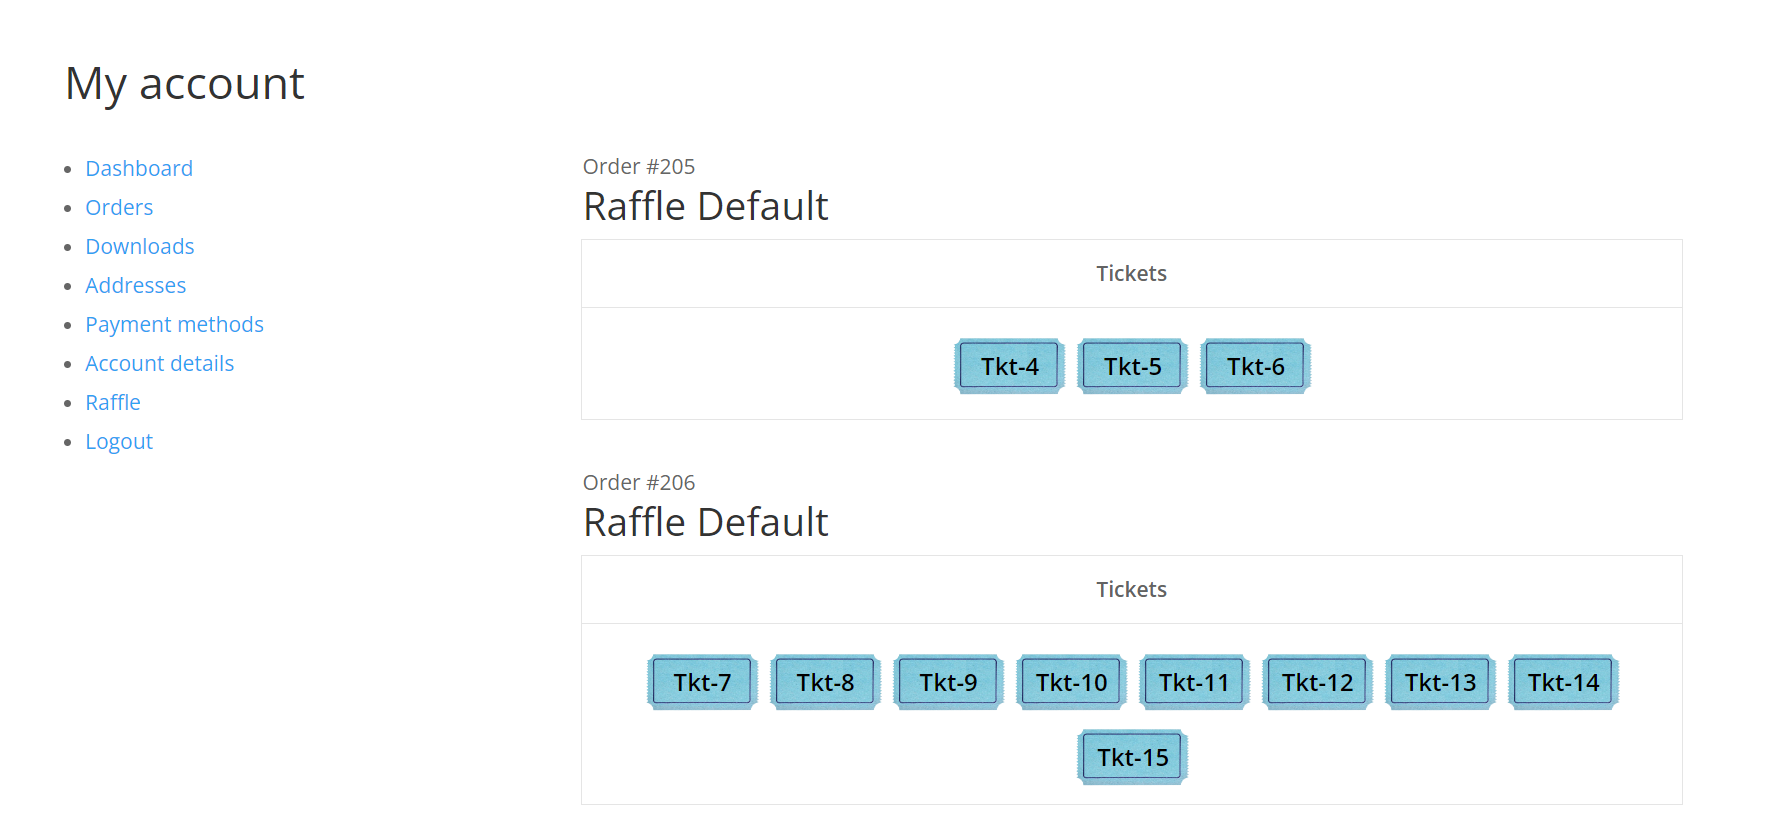 My account
Dashboard
Orders
Downloads
Addresses
Payment methods
Account details
Raffle
Logout
Order #205
Raffle Default
Tickets
Tkt-4 Tkt-5 Tkt-6
Order #206
Raffle Default
Tickets
Tkt-7 Tkt-8 Tkt-9 Tkt-10 Tkt-11 Tkt-12 Tkt-13 Tkt-14
Tkt-15